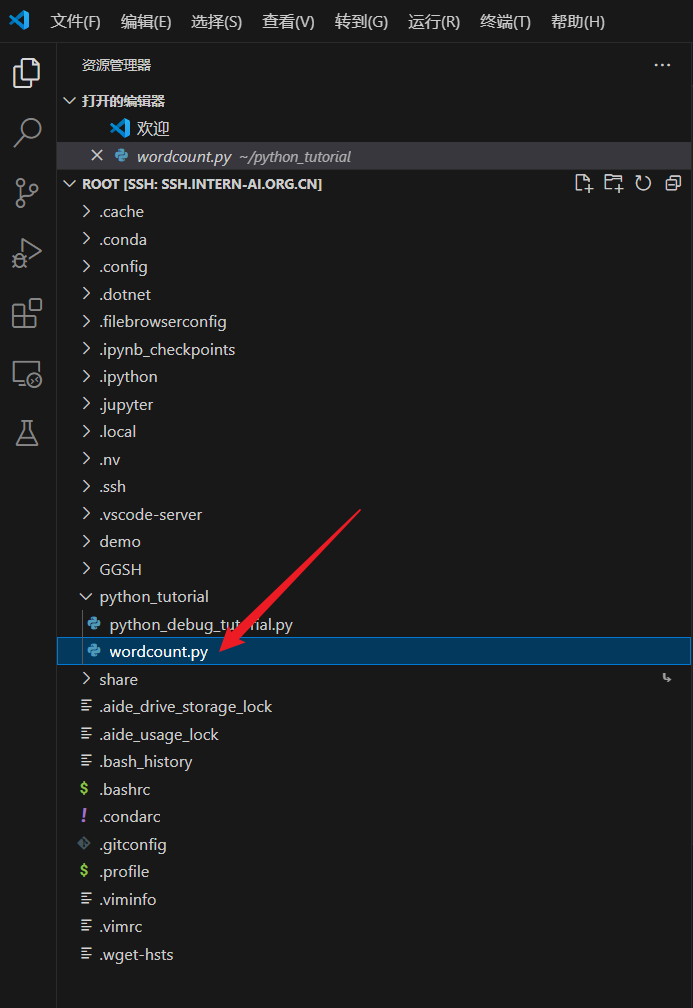 文件(F) 编辑(E) 选择(S) 查看(V) 转到(G) 运行(R) 终端(T) 帮助(H)
资源管理器
打开的编辑器
欢迎
wordcount.py ~/python_tutorial
ROOT [SSH: SSH.INTERN-AI.ORG.CN]
.cache
.conda
.config
.dotnet
.filebrowserconfig
.ipynb_checkpoints
.ipython
.jupyter
.local
.nv
.ssh
.vscode-server
demo
GGSH
python_tutorial
python_debug_tutorial.py
wordcount.py
share
.aide_drive_storage_lock
.aide_usage_lock
.bash_history
.bashrc
.condarc
.gitconfig
.profile
.viminfo
.vimrc
.wget-hsts